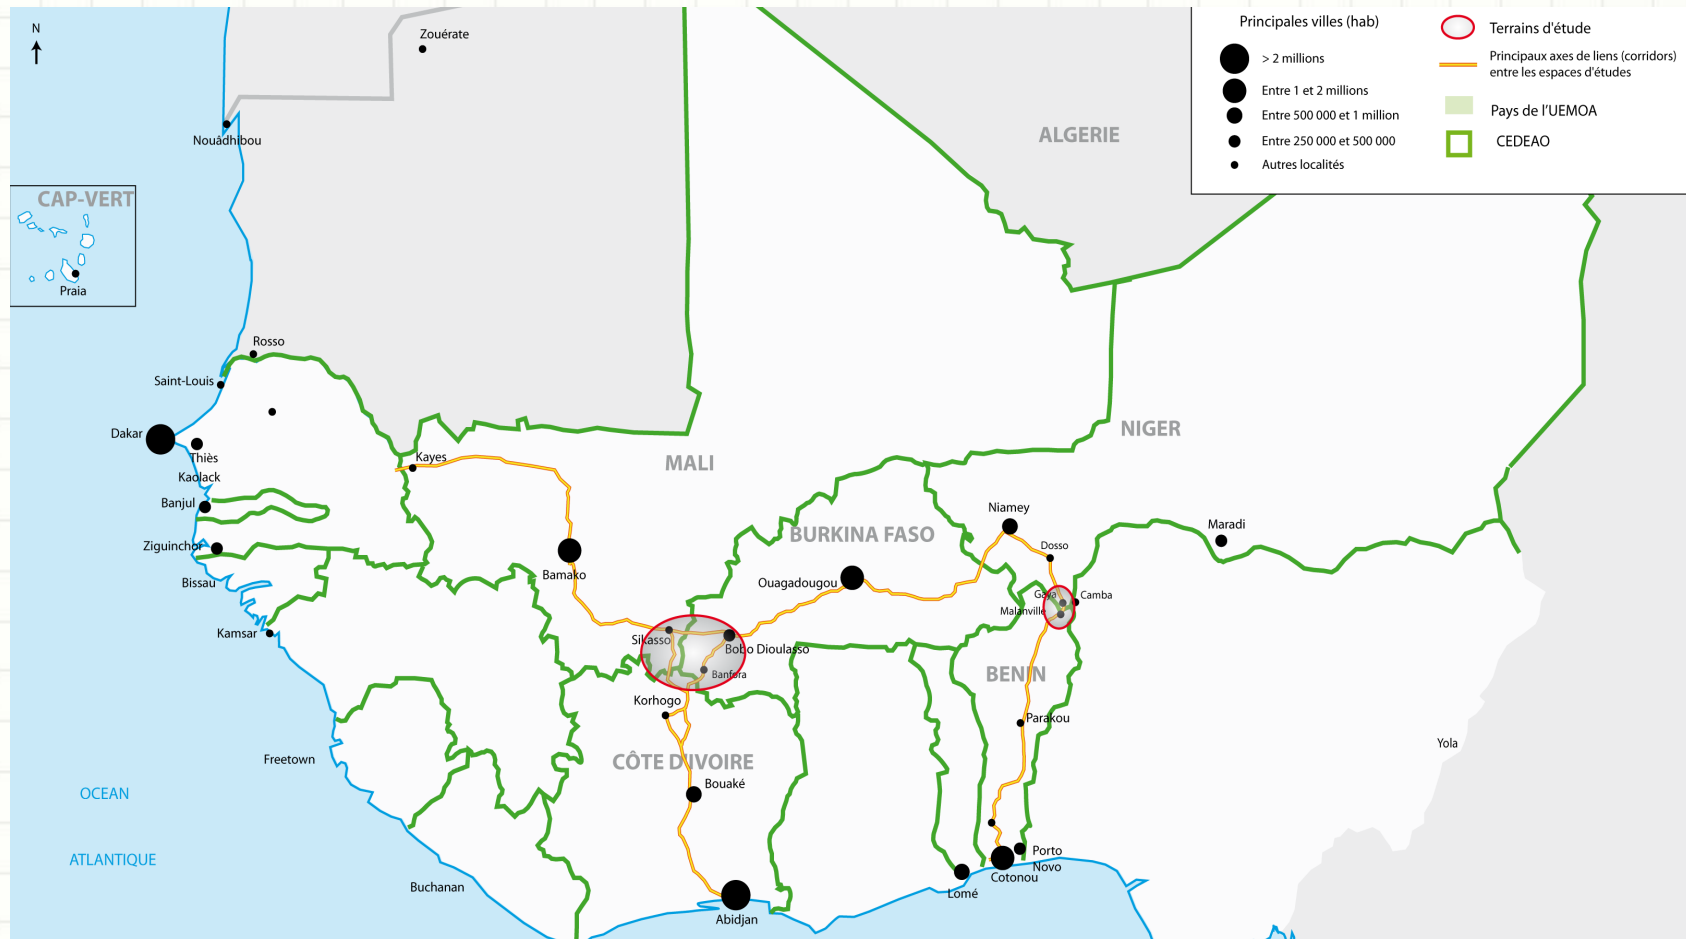 N
Zouérate
Nouâdhibou
CAP-VERT
Praia
Rosso
Saint-Louis
Dakar
Thiès
Kaolack
Banjul
Ziguinchor
Bissau
Kamsar
Freetown
Buchanan
OCEAN
ATLANTIQUE
Kayes
MALI
Bamako
Sikasso
Bobo Dioulasso
Banfora
Korhogo
CÔTE D'IVOIRE
Bouaké
Abidjan
BURKINA FASO
Ouagadougou
ALGERIE
NIGER
Niamey
Dosso
Gaya
Camba
Malanville
Maradi
BENIN
Parakou
Porto
Novo
Cotonou
Lomé
Yola
Principales villes (hab)
> 2 millions
Entre 1 et 2 millions
Entre 500 000 et 1 million
Entre 250 000 et 500 000
Autres localités
Terrains d'étude
Principaux axes de liens (corridors)
entre les espaces d'études
Pays de l'UEMOA
CEDEAO